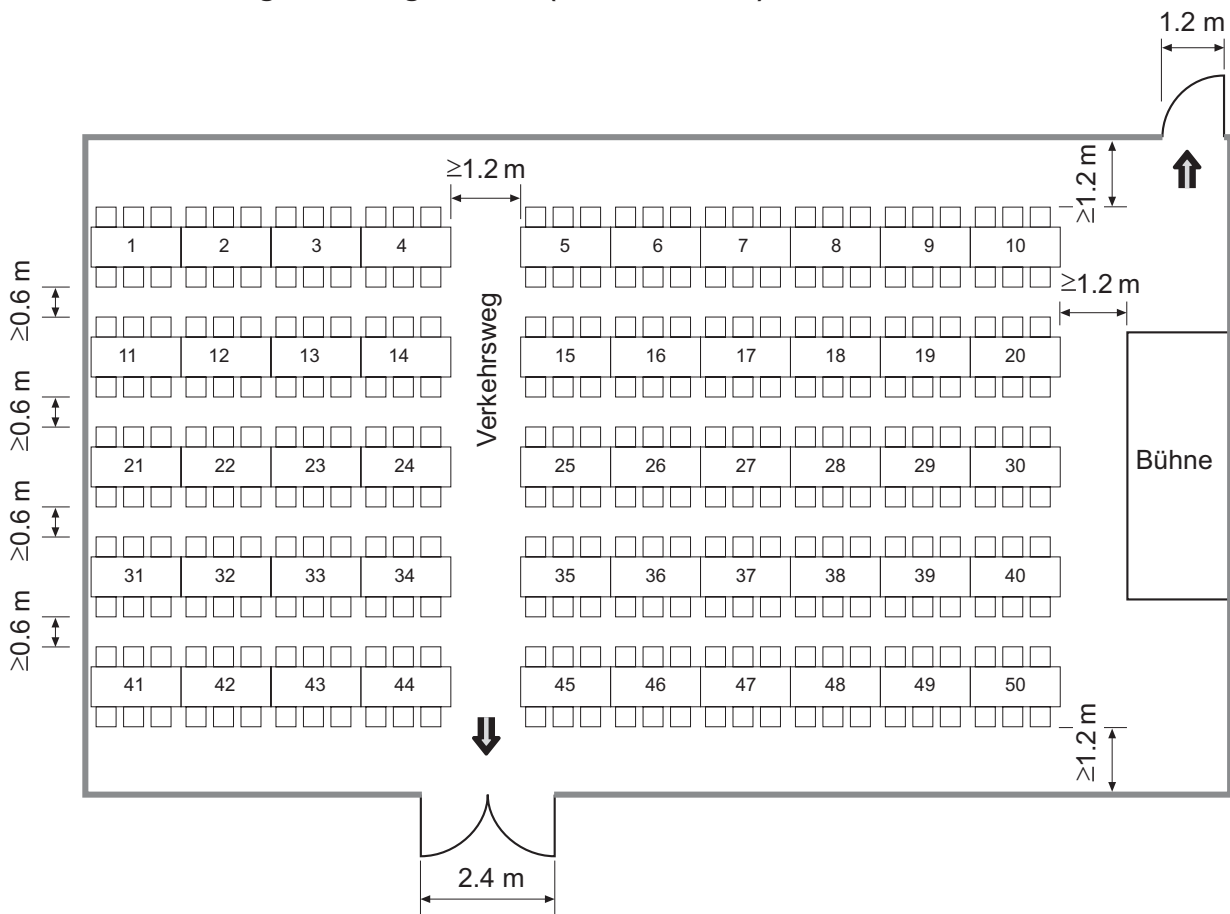 1.2 m
≥1.2 m
≥1.2 m
1 2 3 4 5 6 7 8 9 10
≥0.6 m
≥1.2 m
Verkehrsweg
11 12 13 14 15 16 17 18 19 20
≥0.6 m
21 22 23 24 25 26 27 28 29 30
Bühne
≥0.6 m
31 32 33 34 35 36 37 38 39 40
≥0.6 m
41 42 43 44 45 46 47 48 49 50
≥1.2 m
2.4 m